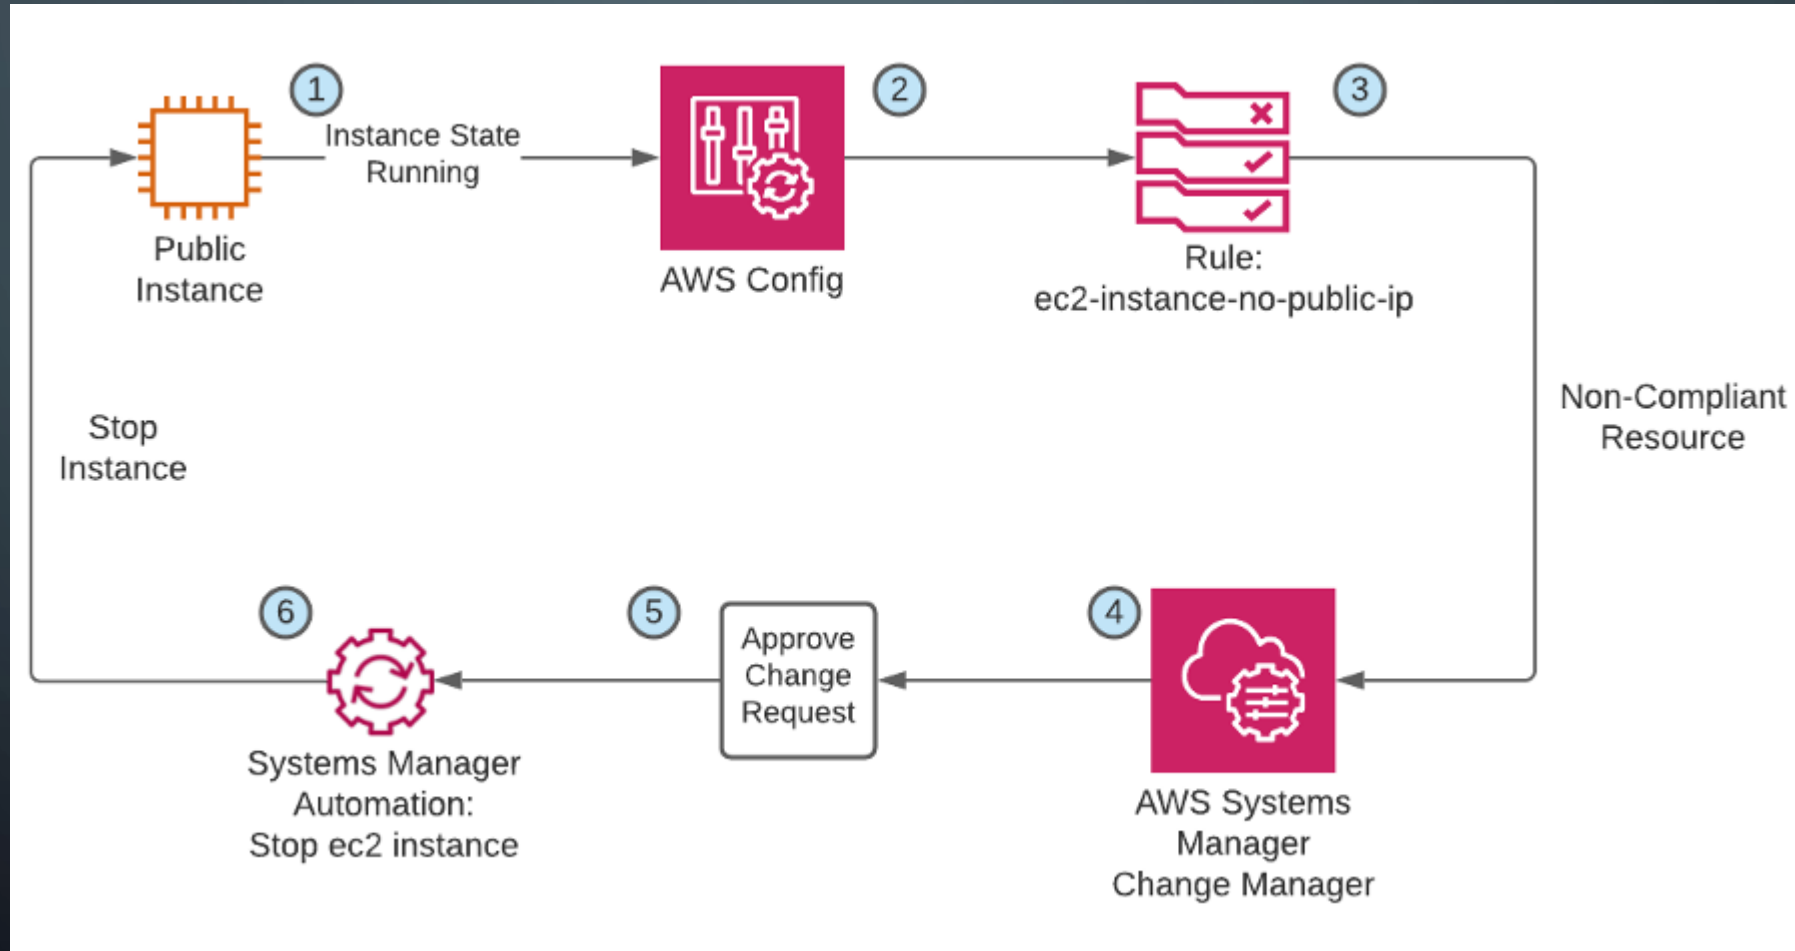 1
Instance State
Running
2
3
Public
Instance
AWS Config
Rule:
ec2-instance-no-public-ip
Non-Compliant
Resource
Stop
Instance
6
5
4
Approve
Change
Request
Systems Manager
Automation:
Stop ec2 instance
AWS Systems
Manager
Change Manager